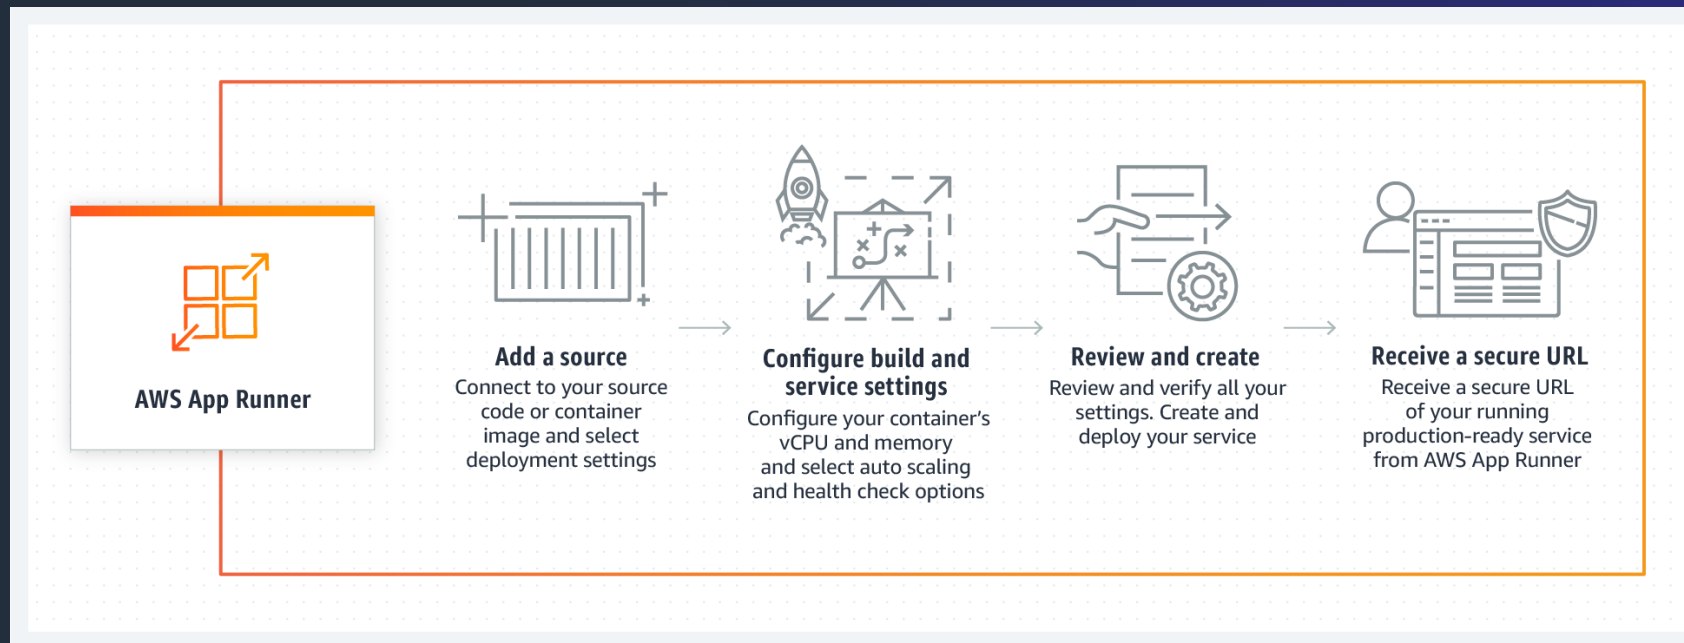 AWS App Runner
Add a source
Connect to your source
code or container
image and select
deployment settings
Configure build and
service settings
Configure your container's
vCPU and memory
and select auto scaling
and health check options
Review and create
Review and verify all your
settings. Create and
deploy your service
Receive a secure URL
Receive a secure URL
of your running
production-ready service
from AWS App Runner